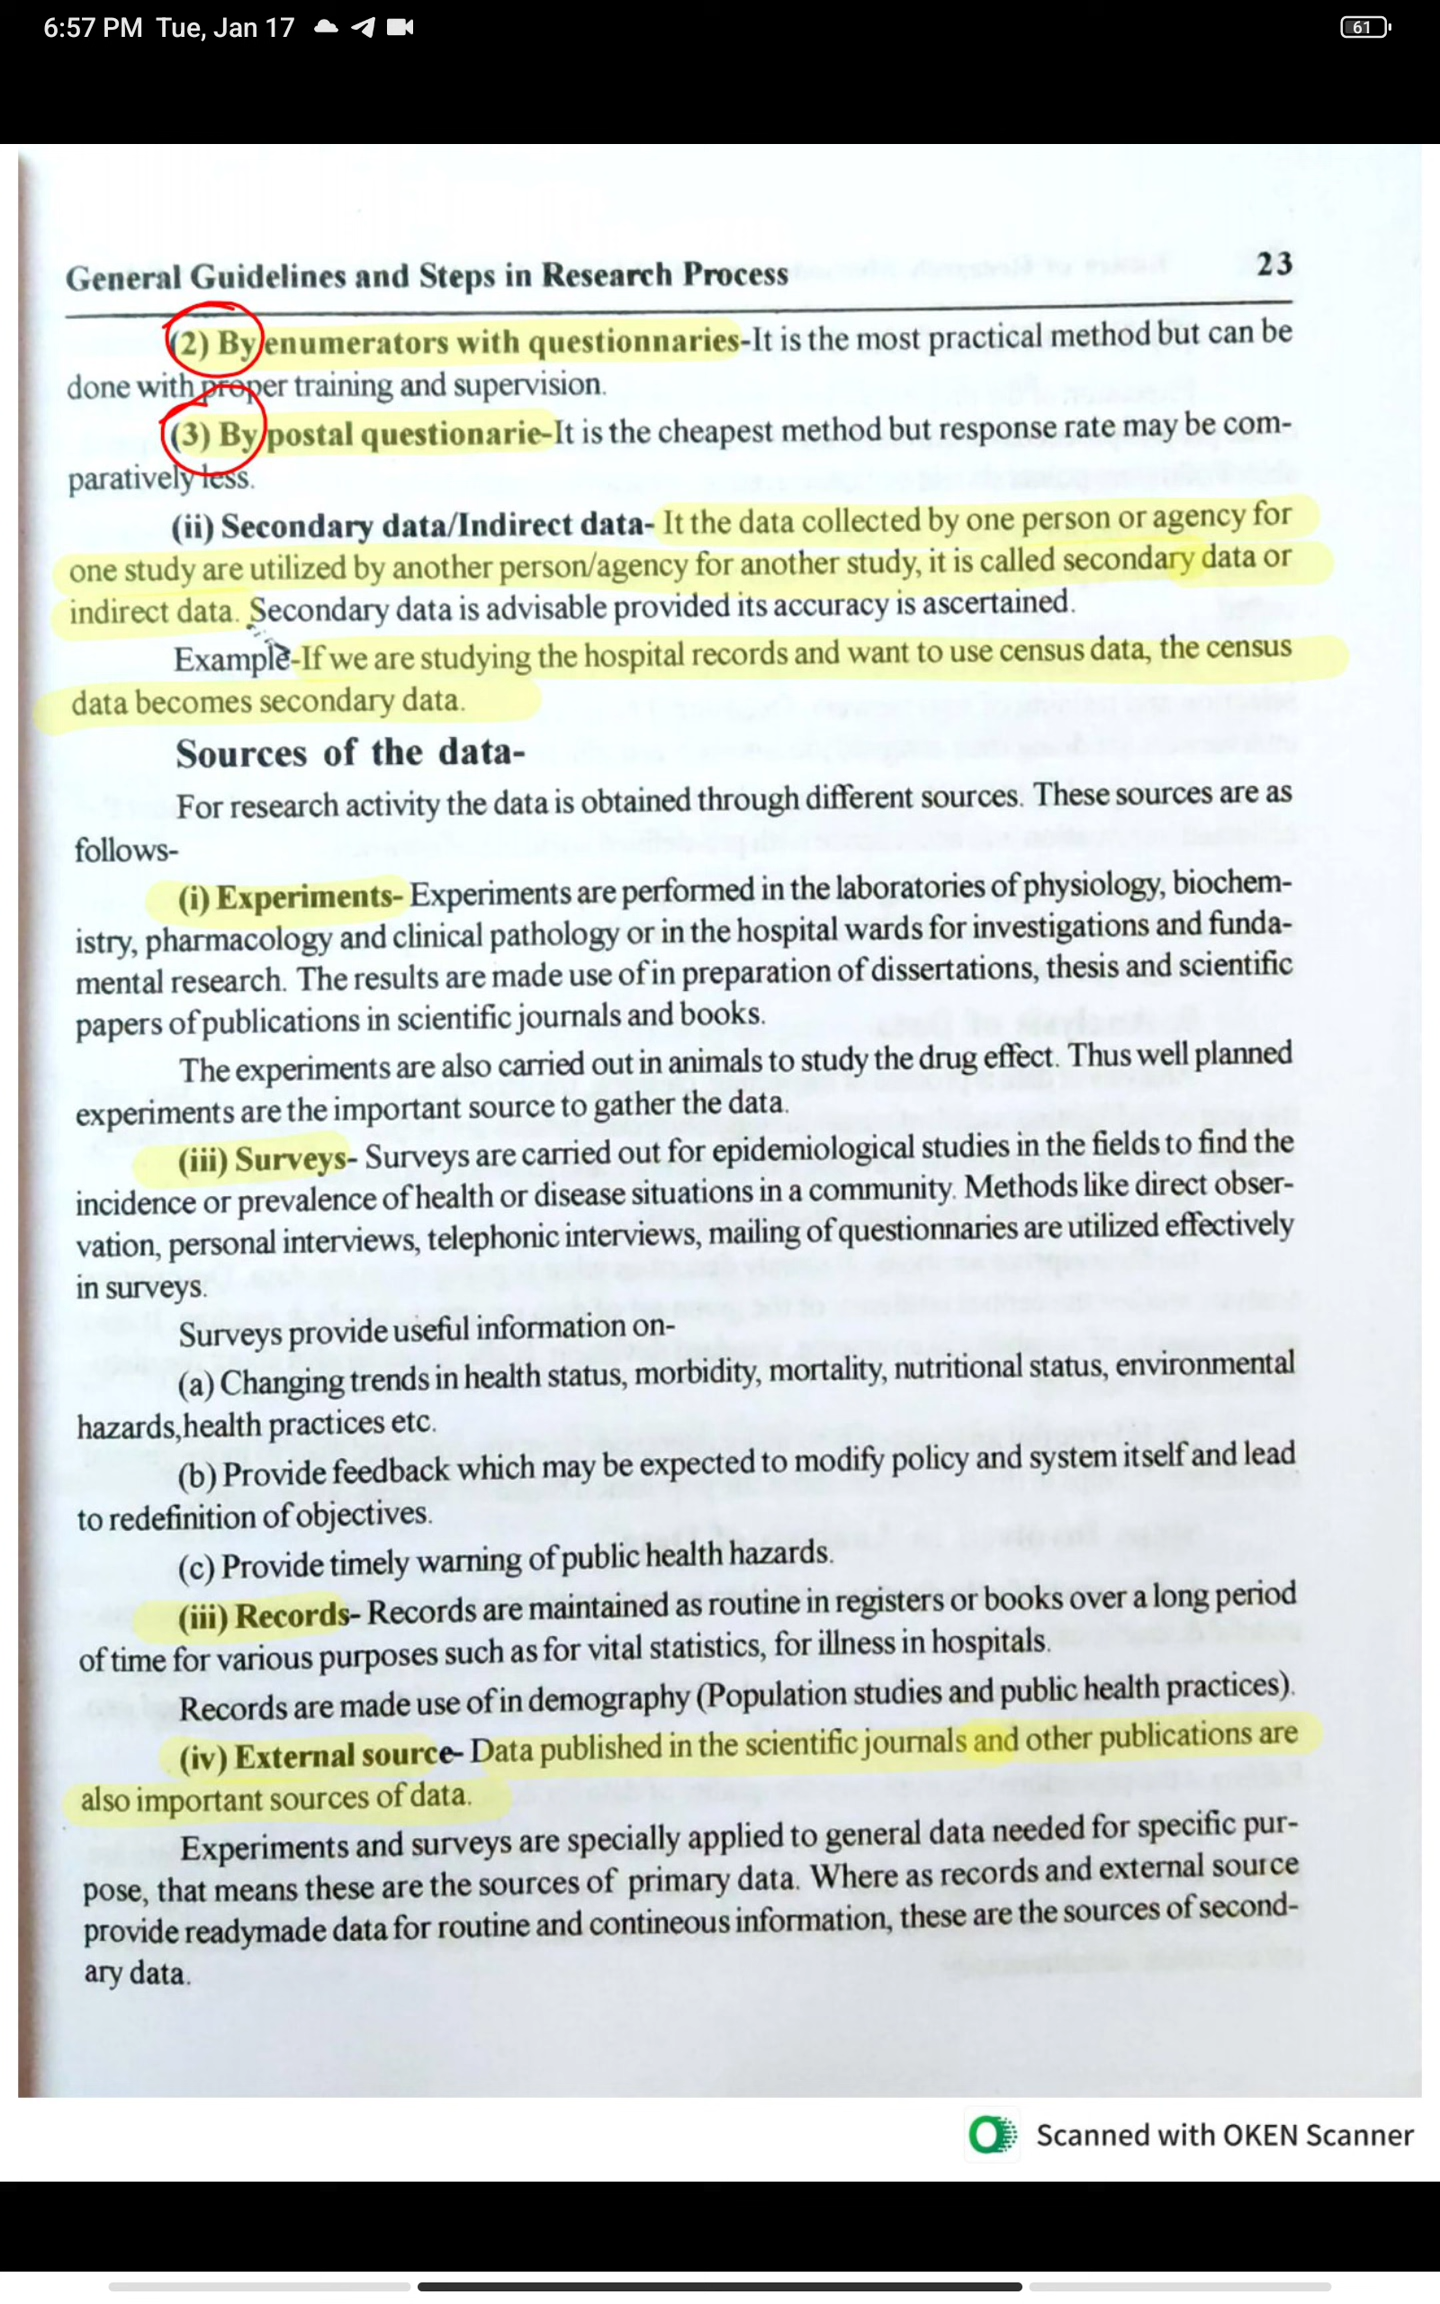 6:57 PM Tue, Jan 17
61
General Guidelines and Steps in Research Process 23
(2) By enumerators with questionnaries-It is the most practical method but can be
done with proper training and supervision.
(3) By postal questionarie-It is the cheapest method but response rate may be com-
paratively less.
(ii) Secondary data/Indirect data- It the data collected by one person or agency for
one study are utilized by another person/agency for another study, it is called secondary data or
indirect data. Secondary data is advisable provided its accuracy is ascertained.
Example-If we are studying the hospital records and want to use census data, the census
data becomes secondary data.
Sources of the data-
For research activity the data is obtained through different sources. These sources are as
follows-
(i) Experiments- Experiments are performed in the laboratories of physiology, biochem-
istry, pharmacology and clinical pathology or in the hospital wards for investigations and funda-
mental research. The results are made use of in preparation of dissertations, thesis and scientific
papers of publications in scientific journals and books.
The experiments are also carried out in animals to study the drug effect. Thus well planned
experiments are the important source to gather the data.
(iii) Surveys- Surveys are carried out for epidemiological studies in the fields to find the
incidence or prevalence of health or disease situations in a community. Methods like direct obser-
vation, personal interviews, telephonic interviews, mailing of questionnaries are utilized effectively
in surveys.
Surveys provide useful information on-
(a) Changing trends in health status, morbidity, mortality, nutritional status, environmental
hazards,health practices etc.
(b) Provide feedback which may be expected to modify policy and system itself and lead
to redefinition of objectives.
(c) Provide timely warning of public health hazards.
(iii) Records- Records are maintained as routine in registers or books over a long period
of time for various purposes such as for vital statistics, for illness in hospitals.
Records are made use of in demography (Population studies and public health practices).
(iv) External source- Data published in the scientific journals and other publications are
also important sources of data.
Experiments and surveys are specially applied to general data needed for specific pur-
pose, that means these are the sources of primary data. Where as records and external source
provide readymade data for routine and contineous information, these are the sources of second-
ary data.
Scanned with OKEN Scanner